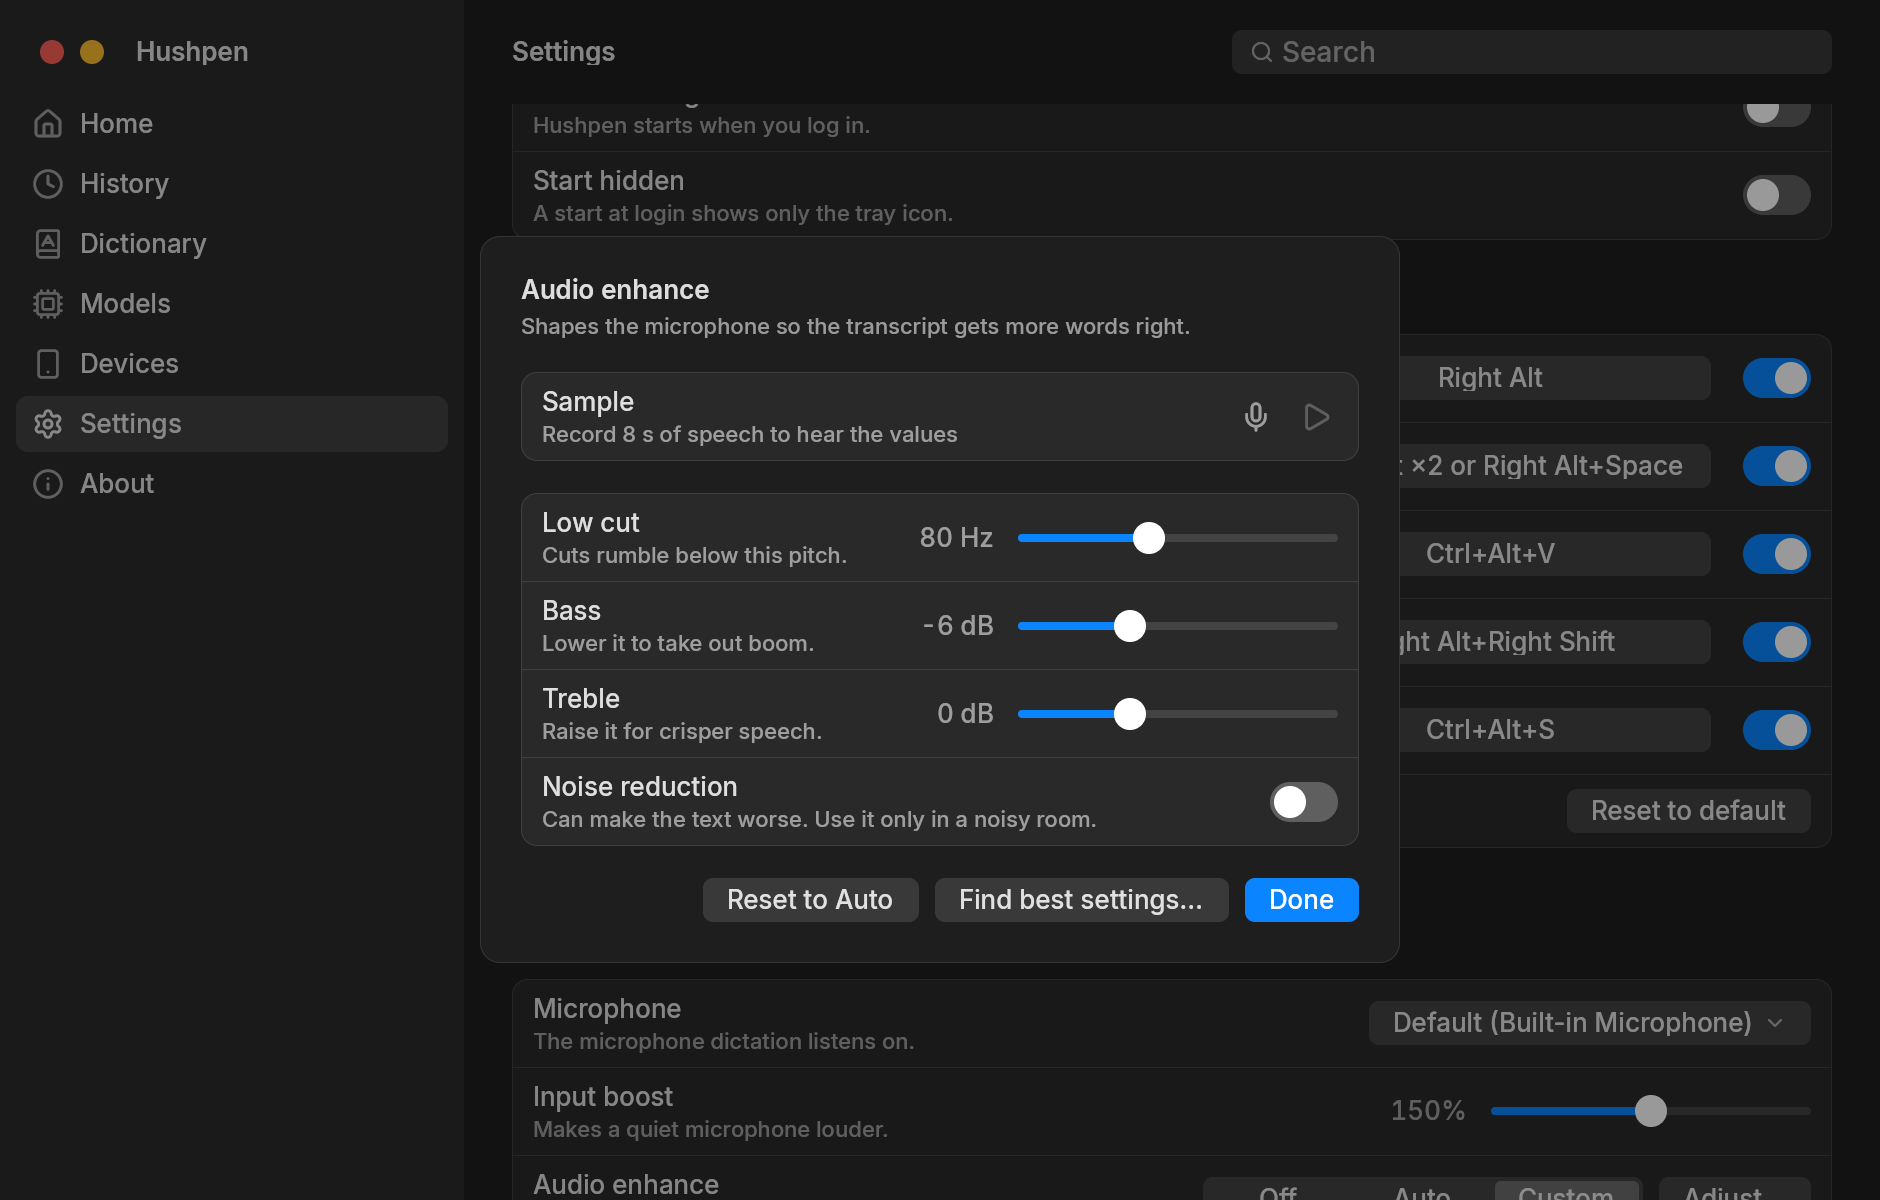 Hushpen
Home
History
Dictionary
Models
Devices
Settings
About
Settings
Search
Hushpen starts when you log in.
Start hidden
A start at login shows only the tray icon.
Audio enhance
Shapes the microphone so the transcript gets more words right.
Sample
Record 8 s of speech to hear the values
Low cut
Cuts rumble below this pitch.
80 Hz
Bass
Lower it to take out boom.
-6 dB
Treble
Raise it for crisper speech.
0 dB
Noise reduction
Can make the text worse. Use it only in a noisy room.
Reset to Auto
Find best settings...
Done
Right Alt
×2 or Right Alt+Space
Ctrl+Alt+V
Alt+Right Shift
Ctrl+Alt+S
Reset to default
Microphone
The microphone dictation listens on.
Default (Built-in Microphone)
Input boost
Makes a quiet microphone louder.
150%
Audio enhance
Off
Auto
Custom
Adjust